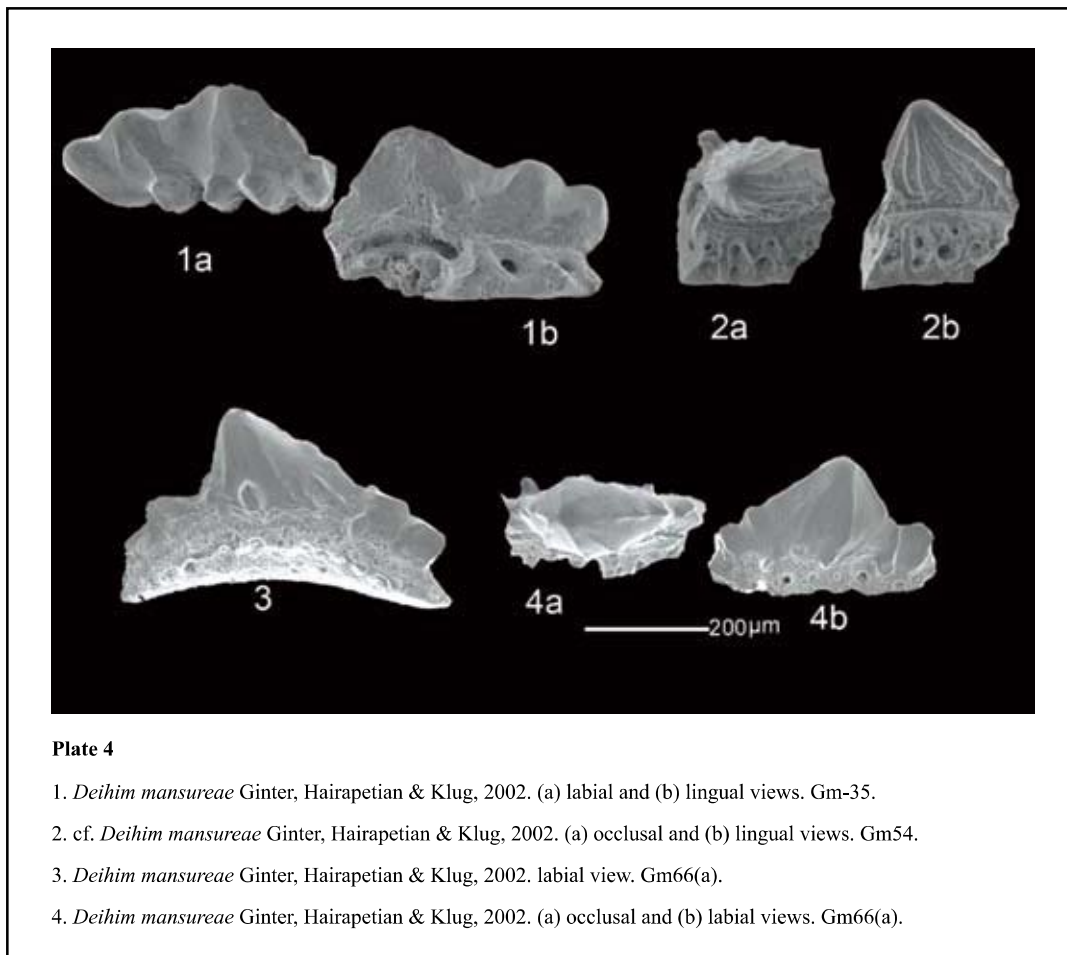 1a
1b
2a
2b
3
4a
200µm
4b
Plate 4
1. Deihim mansureae Ginter, Hairapetian & Klug, 2002. (a) labial and (b) lingual views. Gm-35.
2. cf. Deihim mansureae Ginter, Hairapetian & Klug, 2002. (a) occlusal and (b) lingual views. Gm54.
3. Deihim mansureae Ginter, Hairapetian & Klug, 2002. labial view. Gm66(a).
4. Deihim mansureae Ginter, Hairapetian & Klug, 2002. (a) occlusal and (b) labial views. Gm66(a).